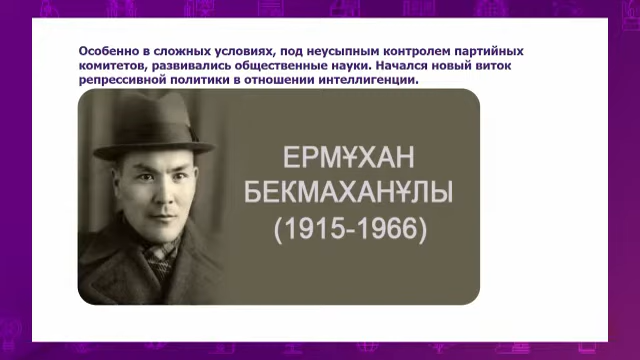 Особенно в сложных условиях, под неусыпным контролем партийных
комитетов, развивались общественные науки. Начался новый виток
репрессивной политики в отношении интеллигенции.
ЕРМҰХАН
БЕКМАХАНҰЛЫ
(1915-1966)